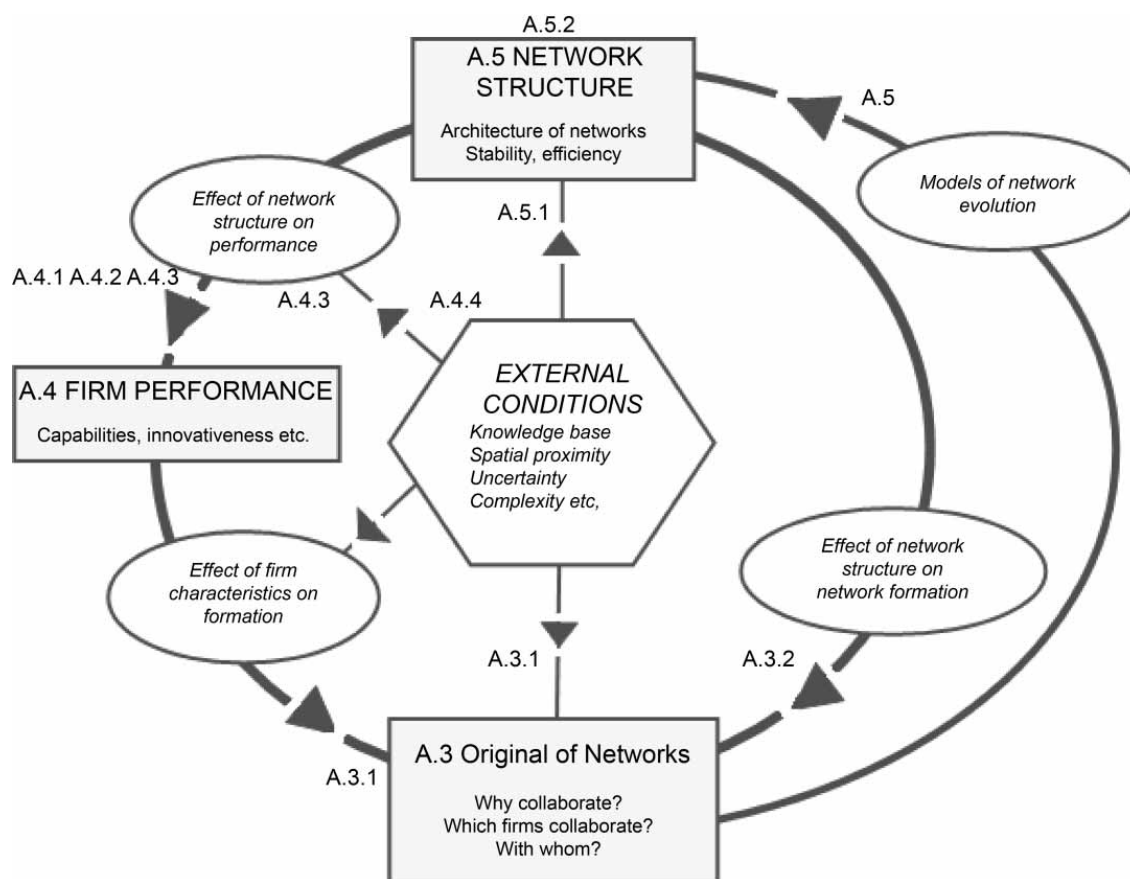 A.5.2
A.5 NETWORK
STRUCTURE
Architecture of networks
Stability, efficiency
A.5
Models of network
evolution
Effect of network
structure on
performance
A.5.1
A.4.1 A.4.2 A.4.3
A.4.3
A.4.4
A.4 FIRM PERFORMANCE
Capabilities, innovativeness etc.
EXTERNAL
CONDITIONS
Knowledge base
Spatial proximity
Uncertainty
Complexity etc,
Effect of firm
characteristics on
formation
Effect of network
structure on
network formation
A.3.1
A.3.2
A.3.1
A.3 Original of Networks
Why collaborate?
Which firms collaborate?
With whom?